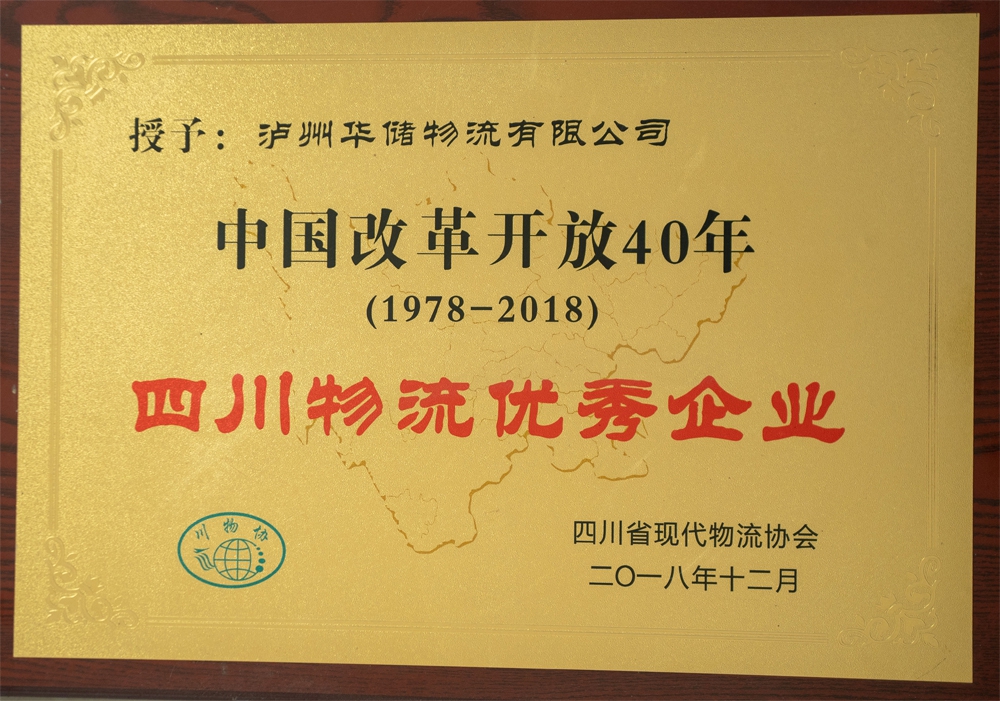 授予：泸州华储物流有限公司
中国改革开放40年
(1978-2018)
四川物流优秀企业
川物协
四川省现代物流协会
二〇一八年十二月